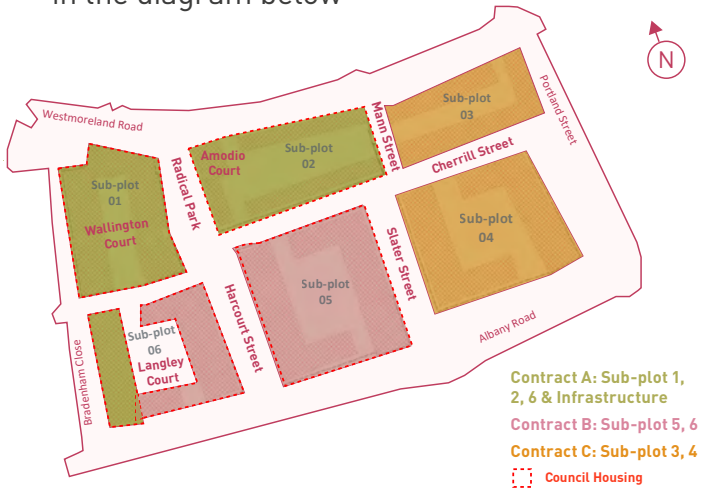 in the diagram below
N
Westmoreland Road
Portland Street
Mann Street
Sub-plot
03
Cherrill Street
Amodio
Court
Sub-plot
02
Radical Park
Sub-plot
01
Wallington
Court
Slater Street
Sub-plot
04
Sub-plot
05
Harcourt Street
Albany Road
Sub-plot
06
Langley
Court
Bradenham Close
Contract A: Sub-plot 1,
2, 6 & Infrastructure
Contract B: Sub-plot 5, 6
Contract C: Sub-plot 3, 4
Council Housing